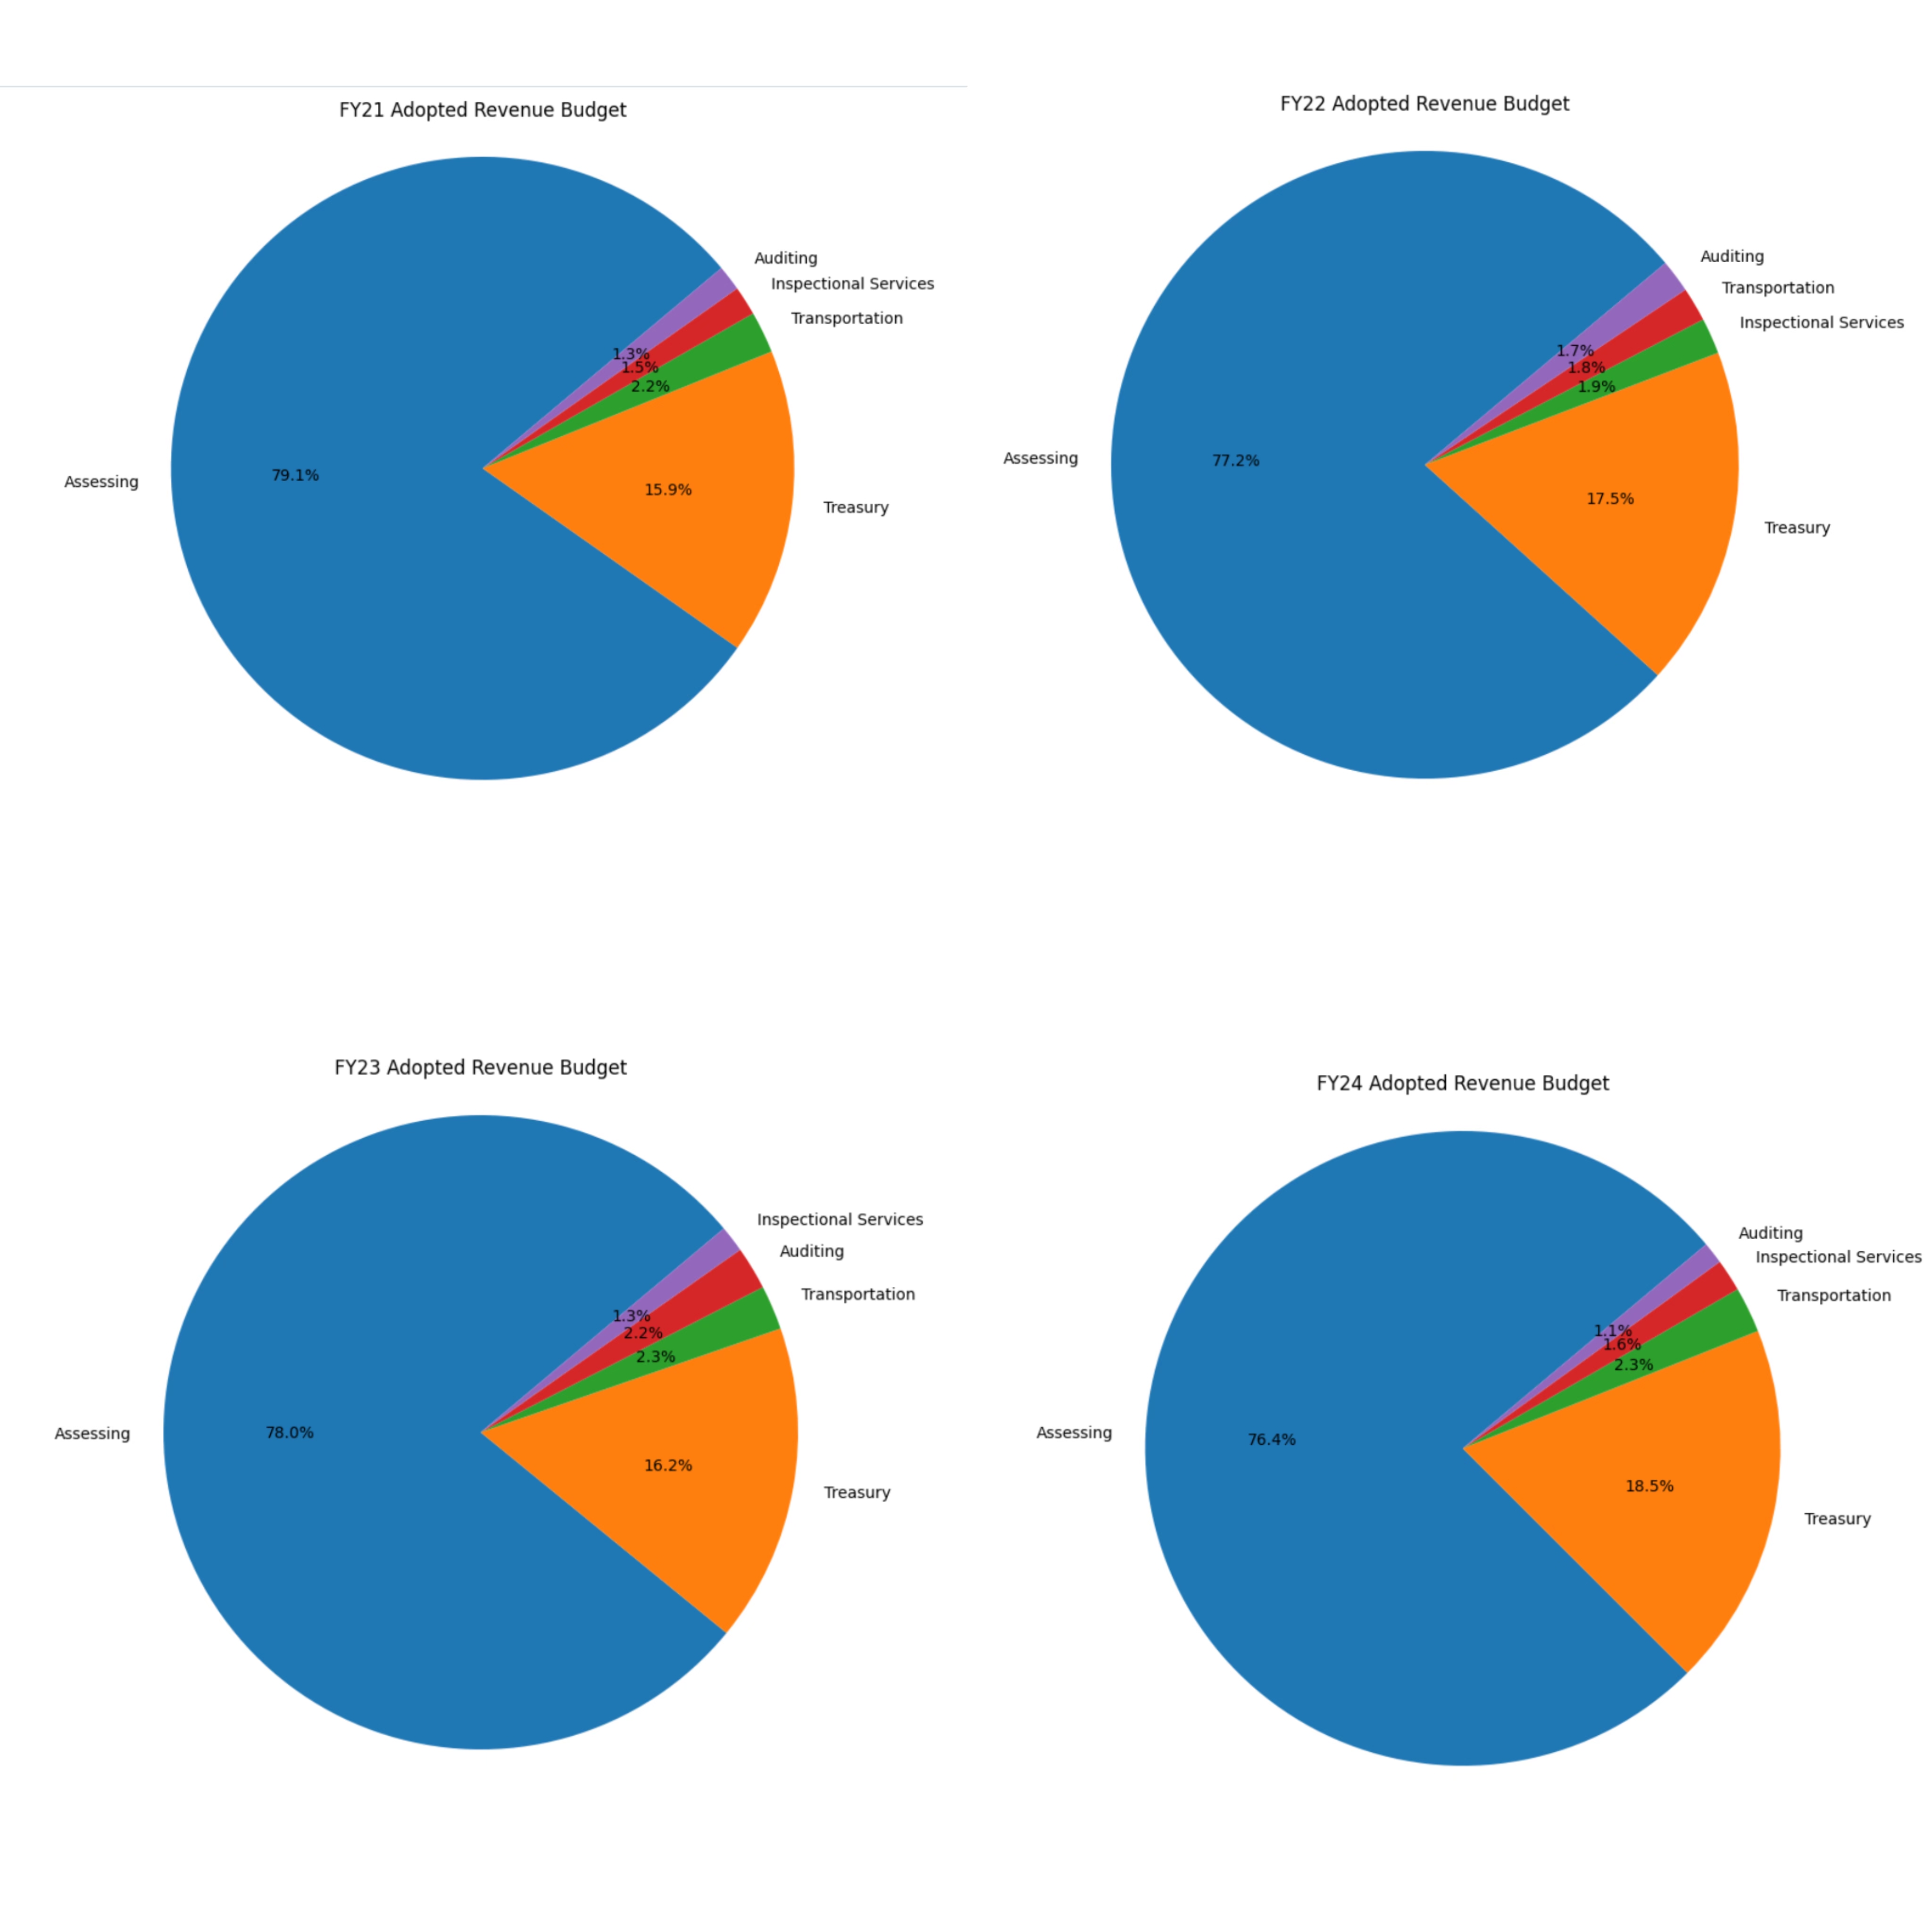 FY21 Adopted Revenue Budget
Auditing
Inspectional Services
Transportation
1.3%
1.5%
2.2%
Assessing
79.1%
15.9%
Treasury
FY22 Adopted Revenue Budget
Auditing
Transportation
Inspectional Services
1.7%
1.8%
1.9%
Assessing
77.2%
17.5%
Treasury
FY23 Adopted Revenue Budget
Inspectional Services
Auditing
Transportation
1.3%
2.2%
2.3%
Assessing
78.0%
16.2%
Treasury
FY24 Adopted Revenue Budget
Auditing
Inspectional Services
Transportation
1.1%
1.6%
2.3%
Assessing
76.4%
18.5%
Treasury